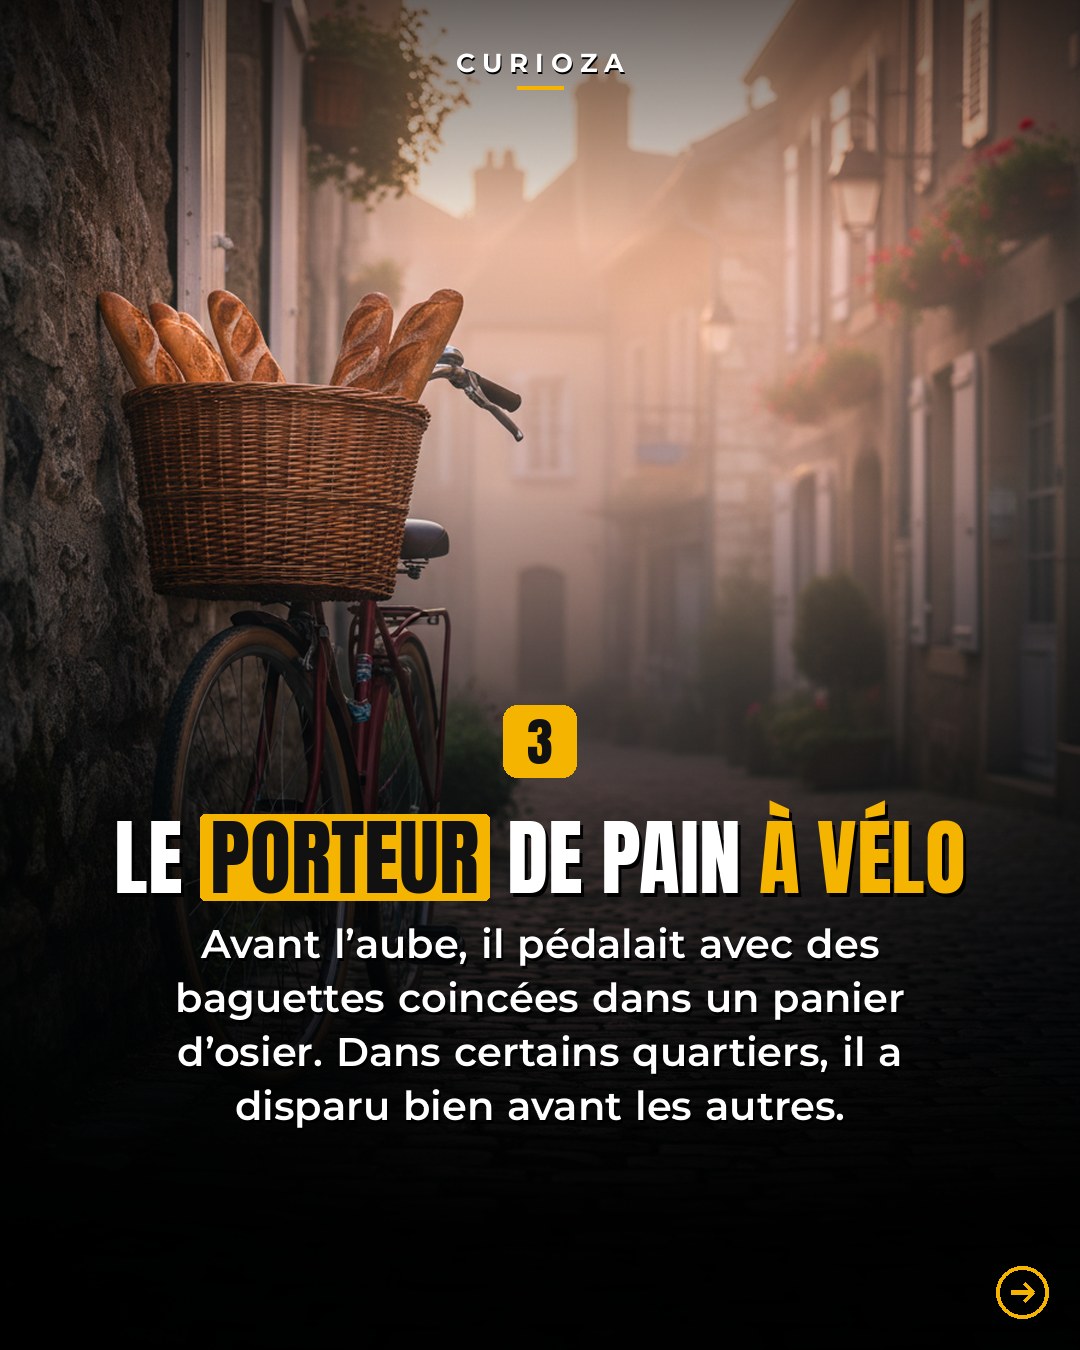 CURIOZA
3
LE PORTEUR DE PAIN À VÉLO
Avant l’aube, il pédalait avec des
baguettes coincées dans un panier
d’osier. Dans certains quartiers, il a
disparu bien avant les autres.